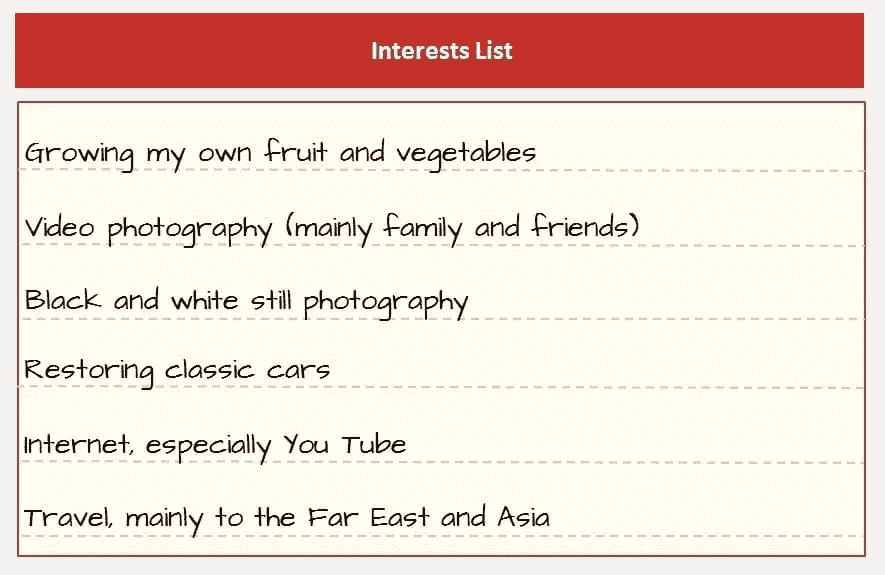 Interests List
Growing my own fruit and vegetables
Video photography (mainly family and friends)
Black and white still photography
Restoring classic cars
Internet, especially You Tube
Travel, mainly to the Far East and Asia